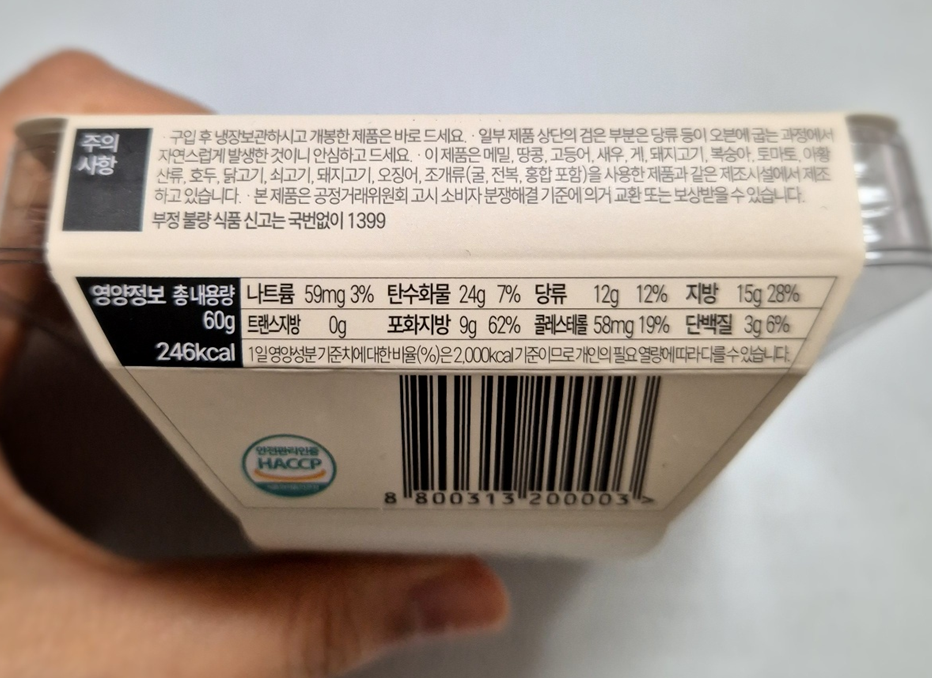 주의
사항
· 구입 후 냉장보관하시고 개봉한 제품은 바로 드세요. · 일부 제품 상단의 검은 부분은 당류 등이 오븐에 굽는 과정에서
자연스럽게 발생한 것이니 안심하고 드세요. · 이 제품은 메밀, 땅콩, 고등어, 새우, 게, 돼지고기, 복숭아, 토마토, 아황
산류, 호두, 닭고기, 쇠고기, 돼지고기, 오징어, 조개류(굴, 전복, 홍합 포함)을 사용한 제품과 같은 제조시설에서 제조
하고 있습니다. · 본 제품은 공정거래위원회 고시 소비자 분쟁해결 기준에 의거 교환 또는 보상받을 수 있습니다.
부정 불량 식품 신고는 국번없이 1399
영양정보 총 내용량
60g
246kcal
나트륨 59mg 3% 탄수화물 24g 7% 당류 12g 12% 지방 15g 28%
트랜스지방 0g 포화지방 9g 62% 콜레스테롤 58mg 19% 단백질 3g 6%
1일 영양성분 기준치에 대한 비율(%)은 2,000kcal 기준이므로 개인의 필요 열량에 따라 다를 수 있습니다.
안전관리인증
HACCP
8 800313 200003 >